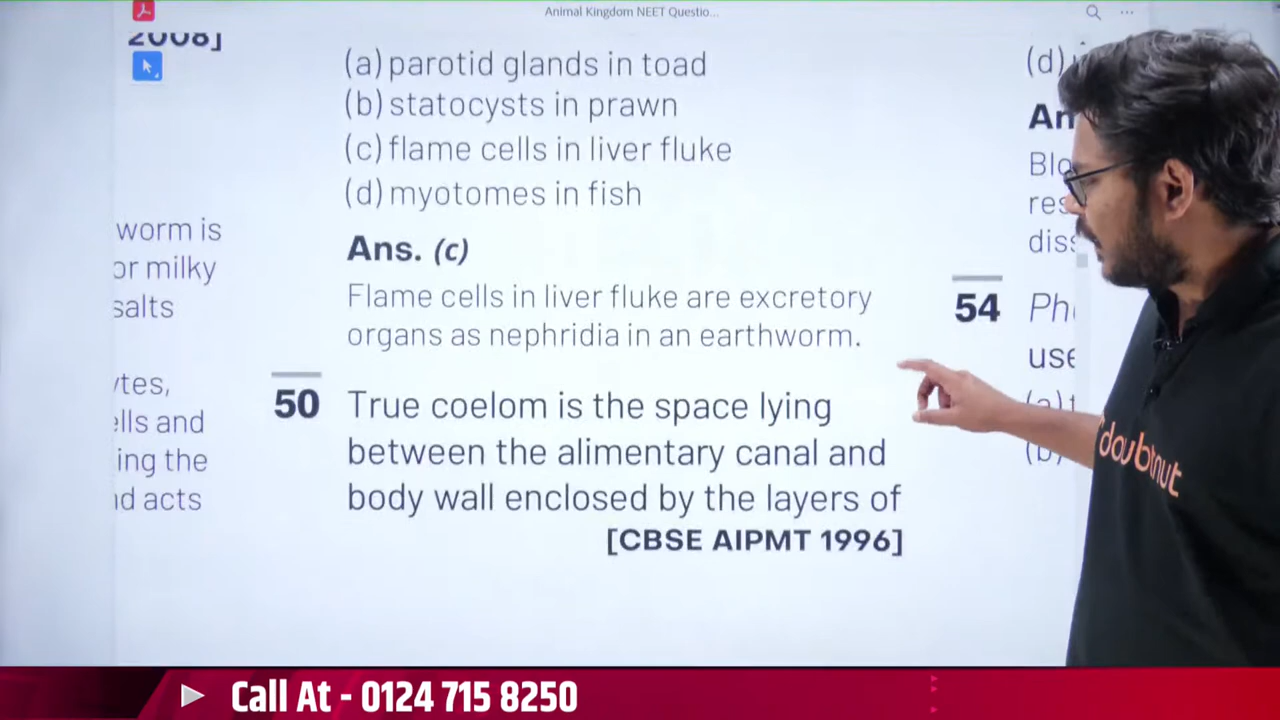 Animal Kingdom NEET Questio...
2008]
worm is
or milky
salts
ytes,
ells and
ing the
nd acts
(a) parotid glands in toad
(b) statocysts in prawn
(c) flame cells in liver fluke
(d) myotomes in fish
Ans. (c)
Flame cells in liver fluke are excretory
organs as nephridia in an earthworm.
50 True coelom is the space lying
between the alimentary canal and
body wall enclosed by the layers of
[CBSE AIPMT 1996]
(d)
An
Blo
res
diss
54 Ph
use
(a) t
(b)
doubtnut
Call At - 0124 715 8250